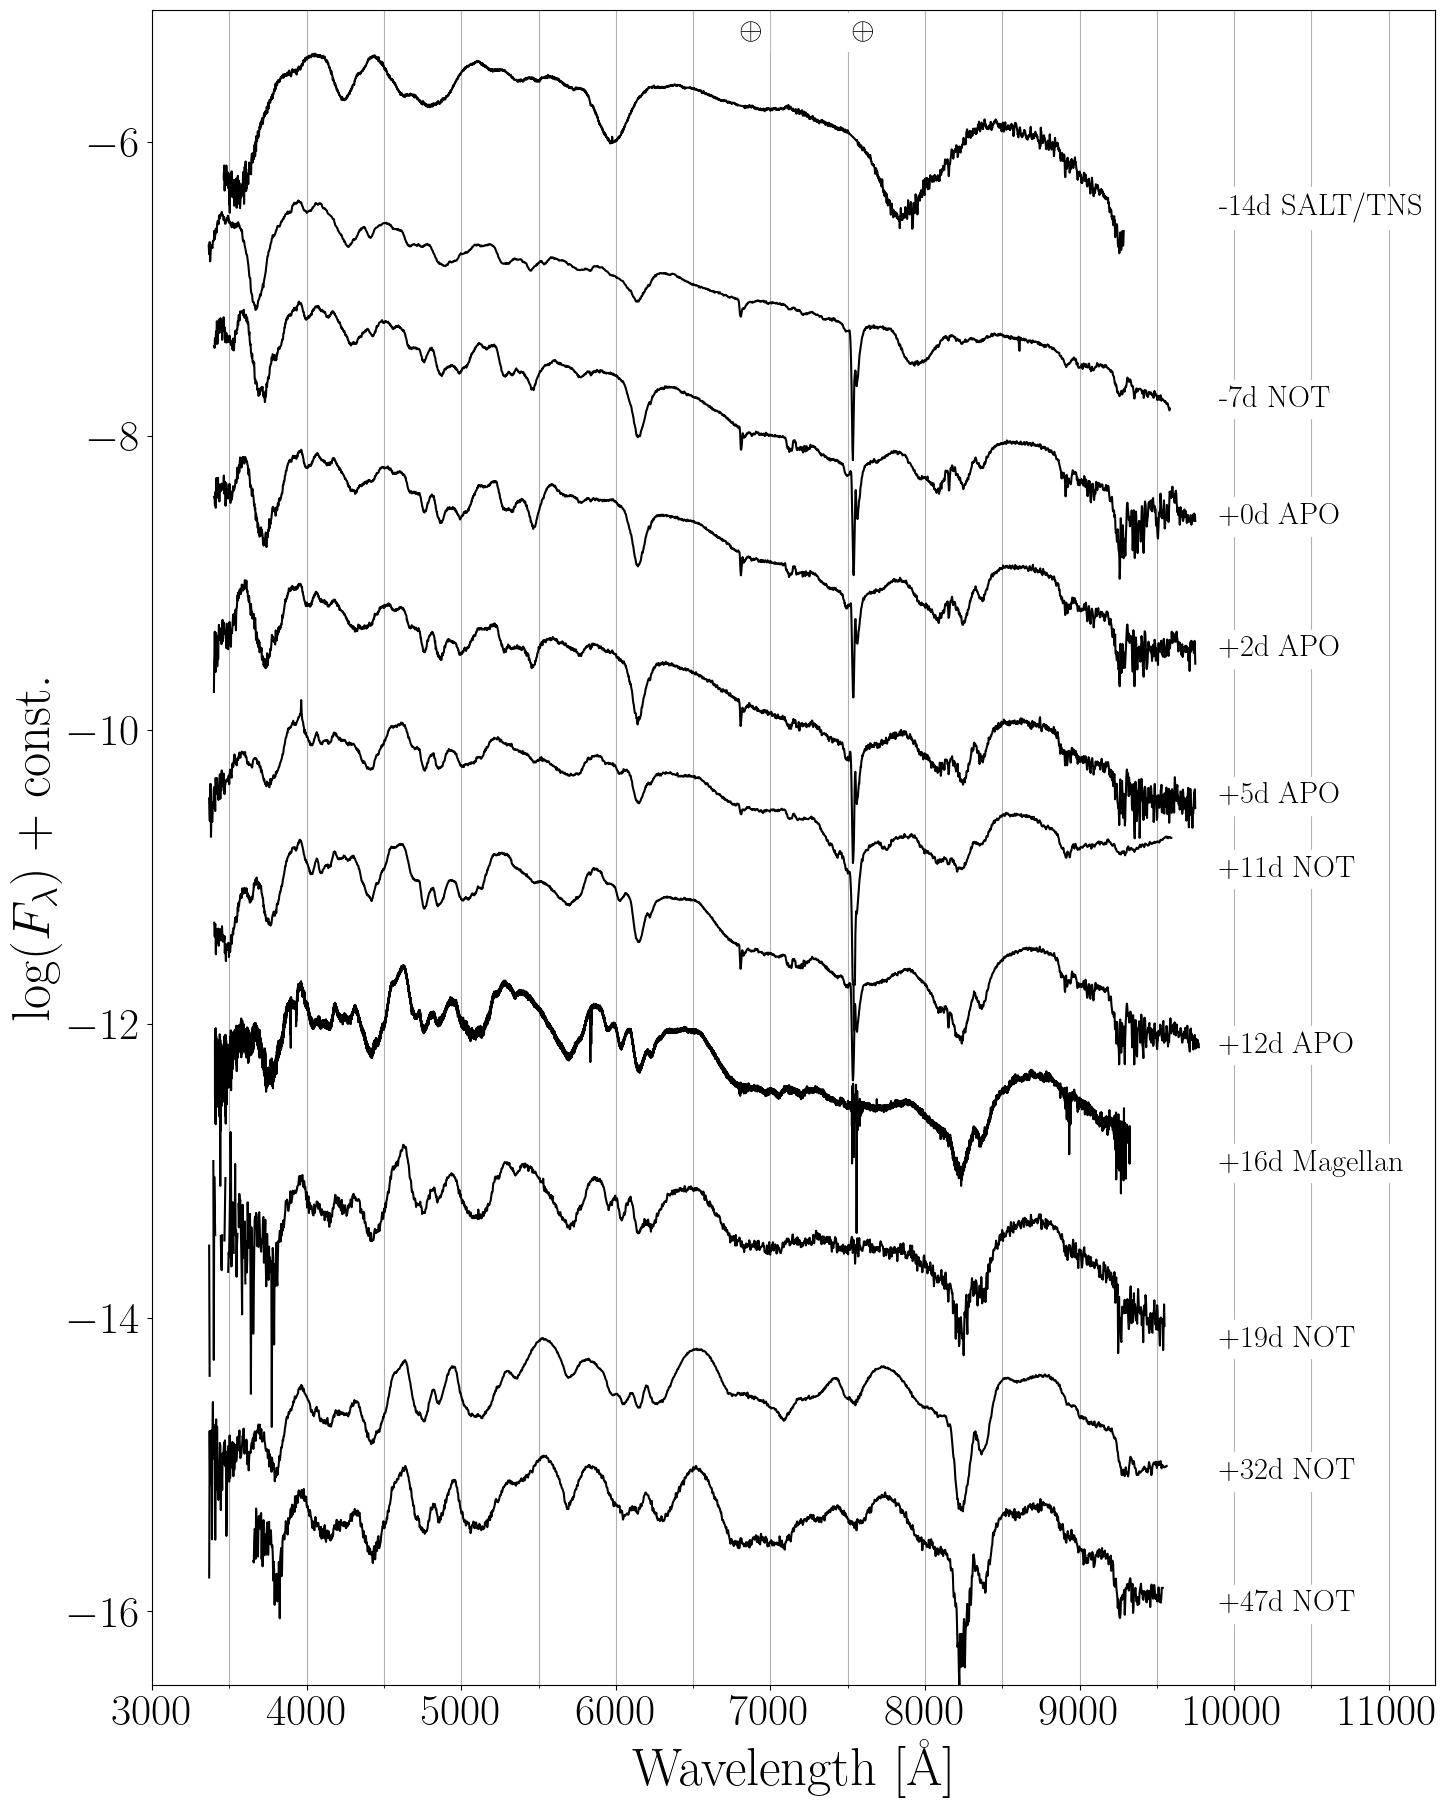 ⊕ ⊕
−6
-14d SALT/TNS
-7d NOT
−8
+0d APO
+2d APO
−10
+5d APO
+11d NOT
−12
+12d APO
+16d Magellan
−14
+19d NOT
+32d NOT
−16
+47d NOT
log(F_λ) + const.
3000 4000 5000 6000 7000 8000 9000 10000 11000
Wavelength [Å]